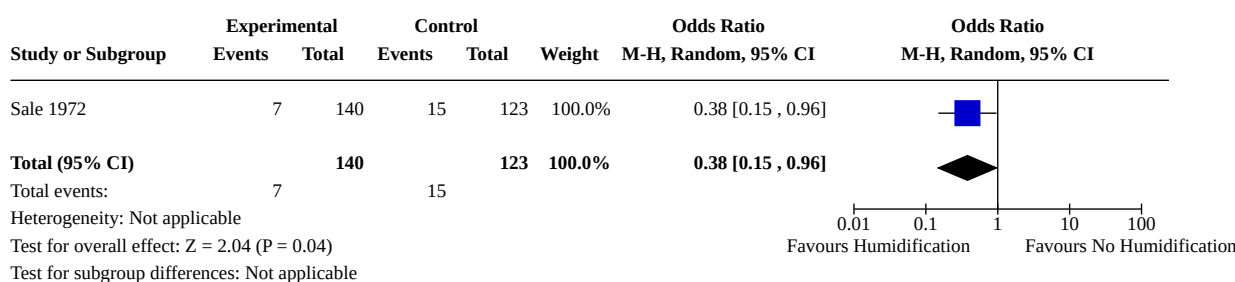 Experimental Control Odds Ratio Odds Ratio
Study or Subgroup Events Total Events Total Weight M-H, Random, 95% CI M-H, Random, 95% CI
Sale 1972 7 140 15 123 100.0% 0.38 [0.15 , 0.96]
Total (95% CI) 140 123 100.0% 0.38 [0.15 , 0.96]
Total events: 7 15
Heterogeneity: Not applicable
0.01 0.1 1 10 100
Test for overall effect: Z = 2.04 (P = 0.04) Favours Humidification Favours No Humidification
Test for subgroup differences: Not applicable